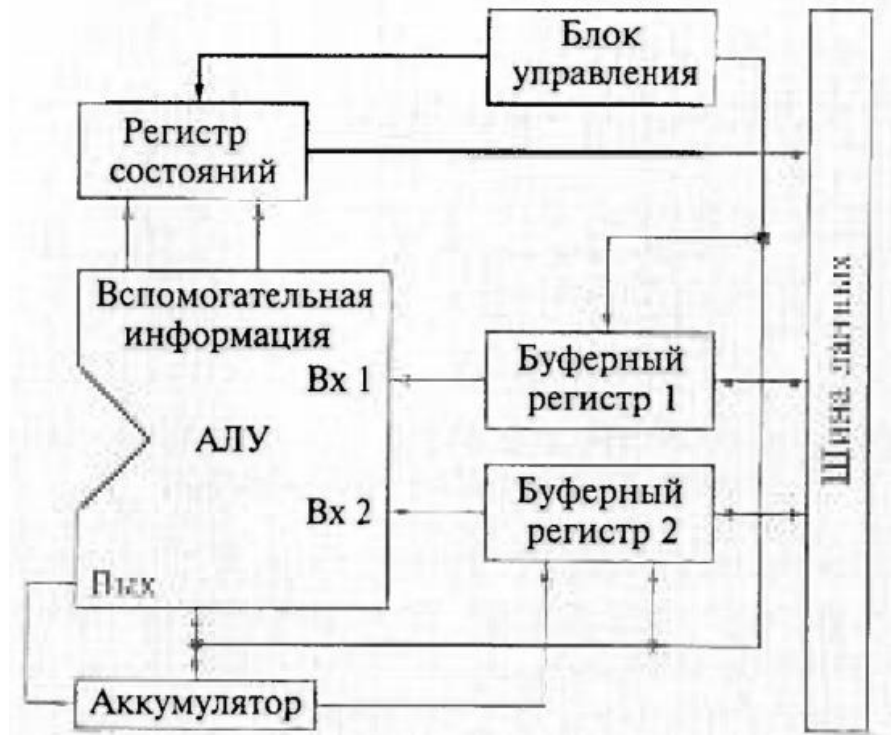 Блок
управления
Регистр
состояний
Вспомогательная
информация
Вх 1
Буферный
регистр 1
АЛУ
Вх 2
Буферный
регистр 2
Вых
Аккумулятор
Шина данных